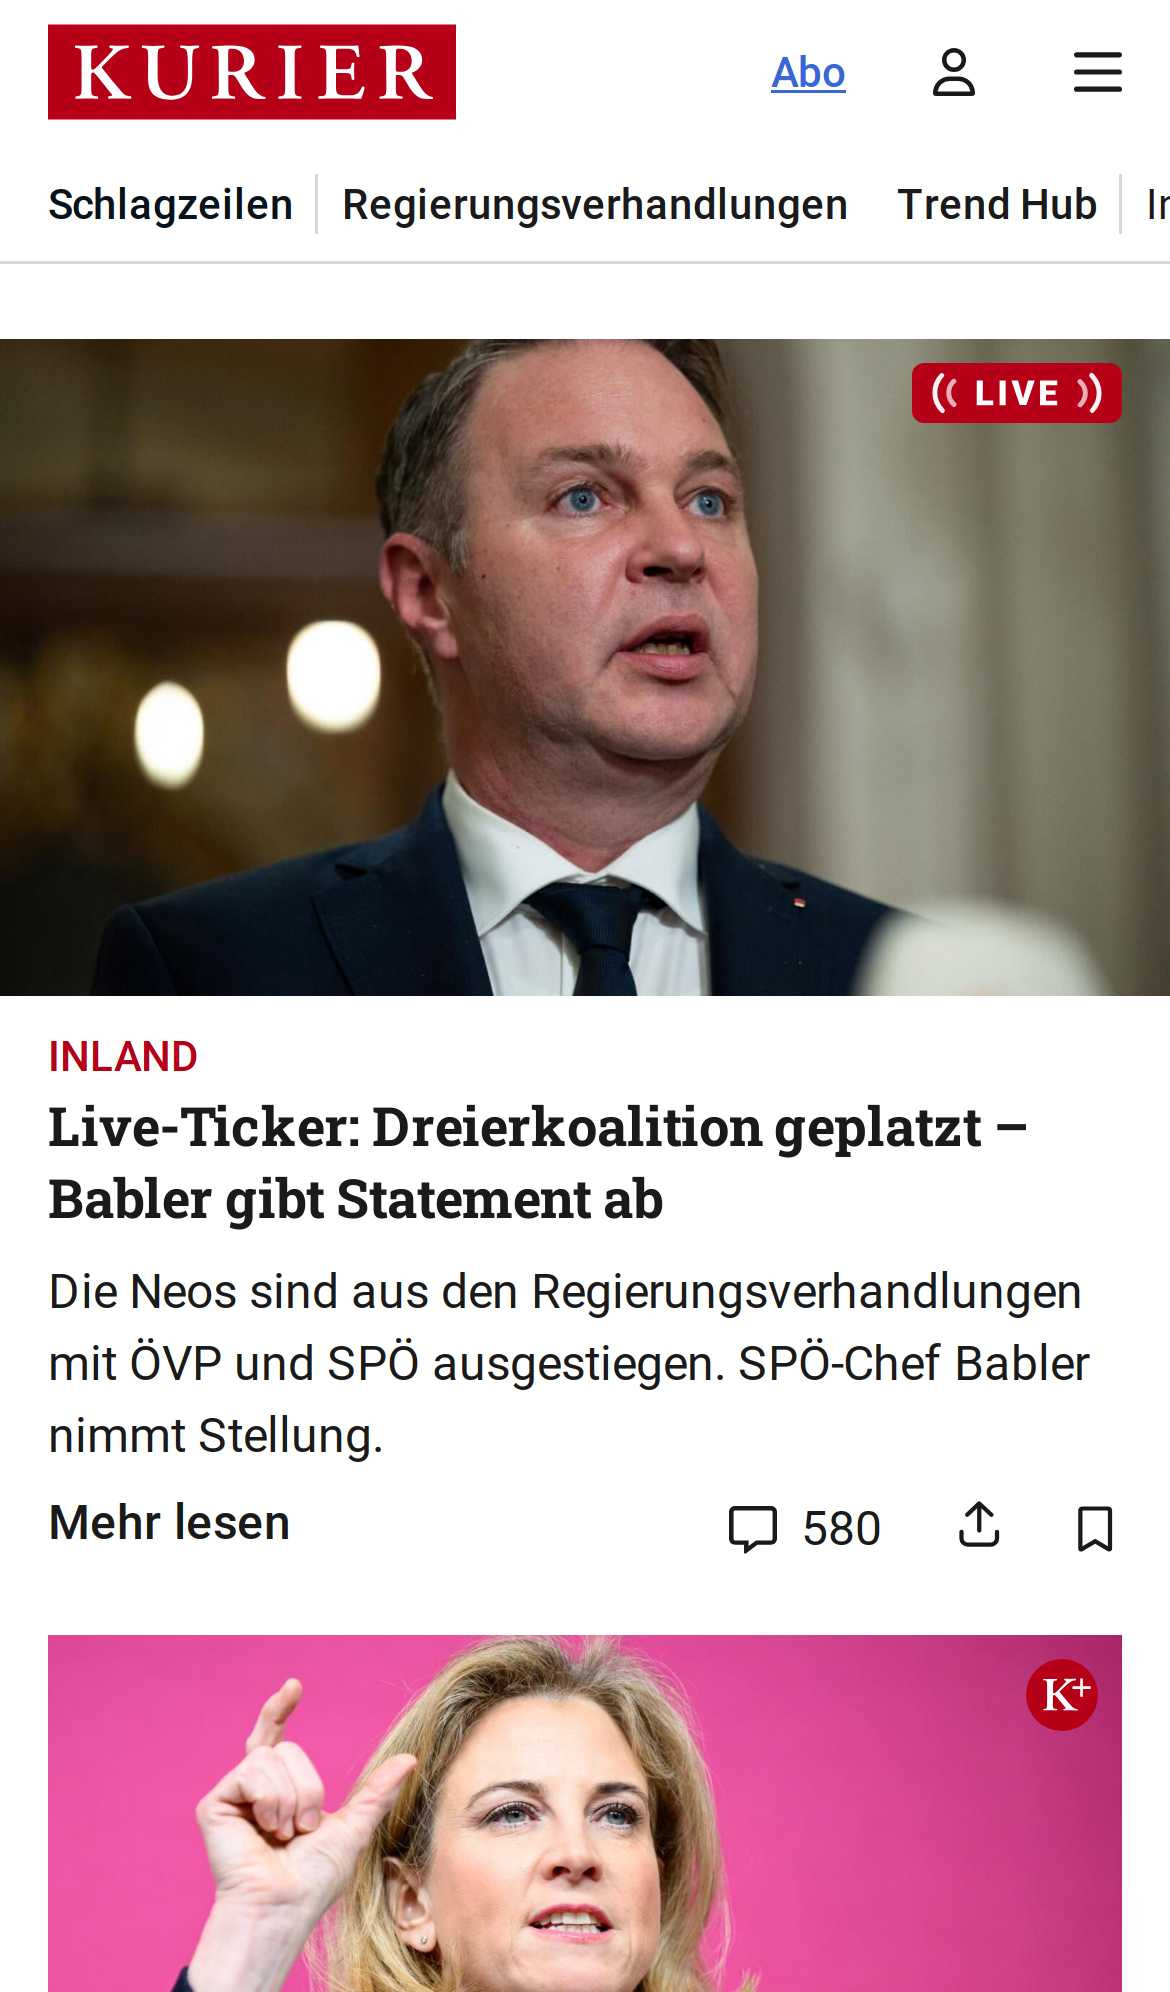 KURIER
Abo
Schlagzeilen
Regierungsverhandlungen
Trend Hub
LIVE
INLAND
Live-Ticker: Dreierkoalition geplatzt –
Babler gibt Statement ab
Die Neos sind aus den Regierungsverhandlungen
mit ÖVP und SPÖ ausgestiegen. SPÖ-Chef Babler
nimmt Stellung.
Mehr lesen
580
K+